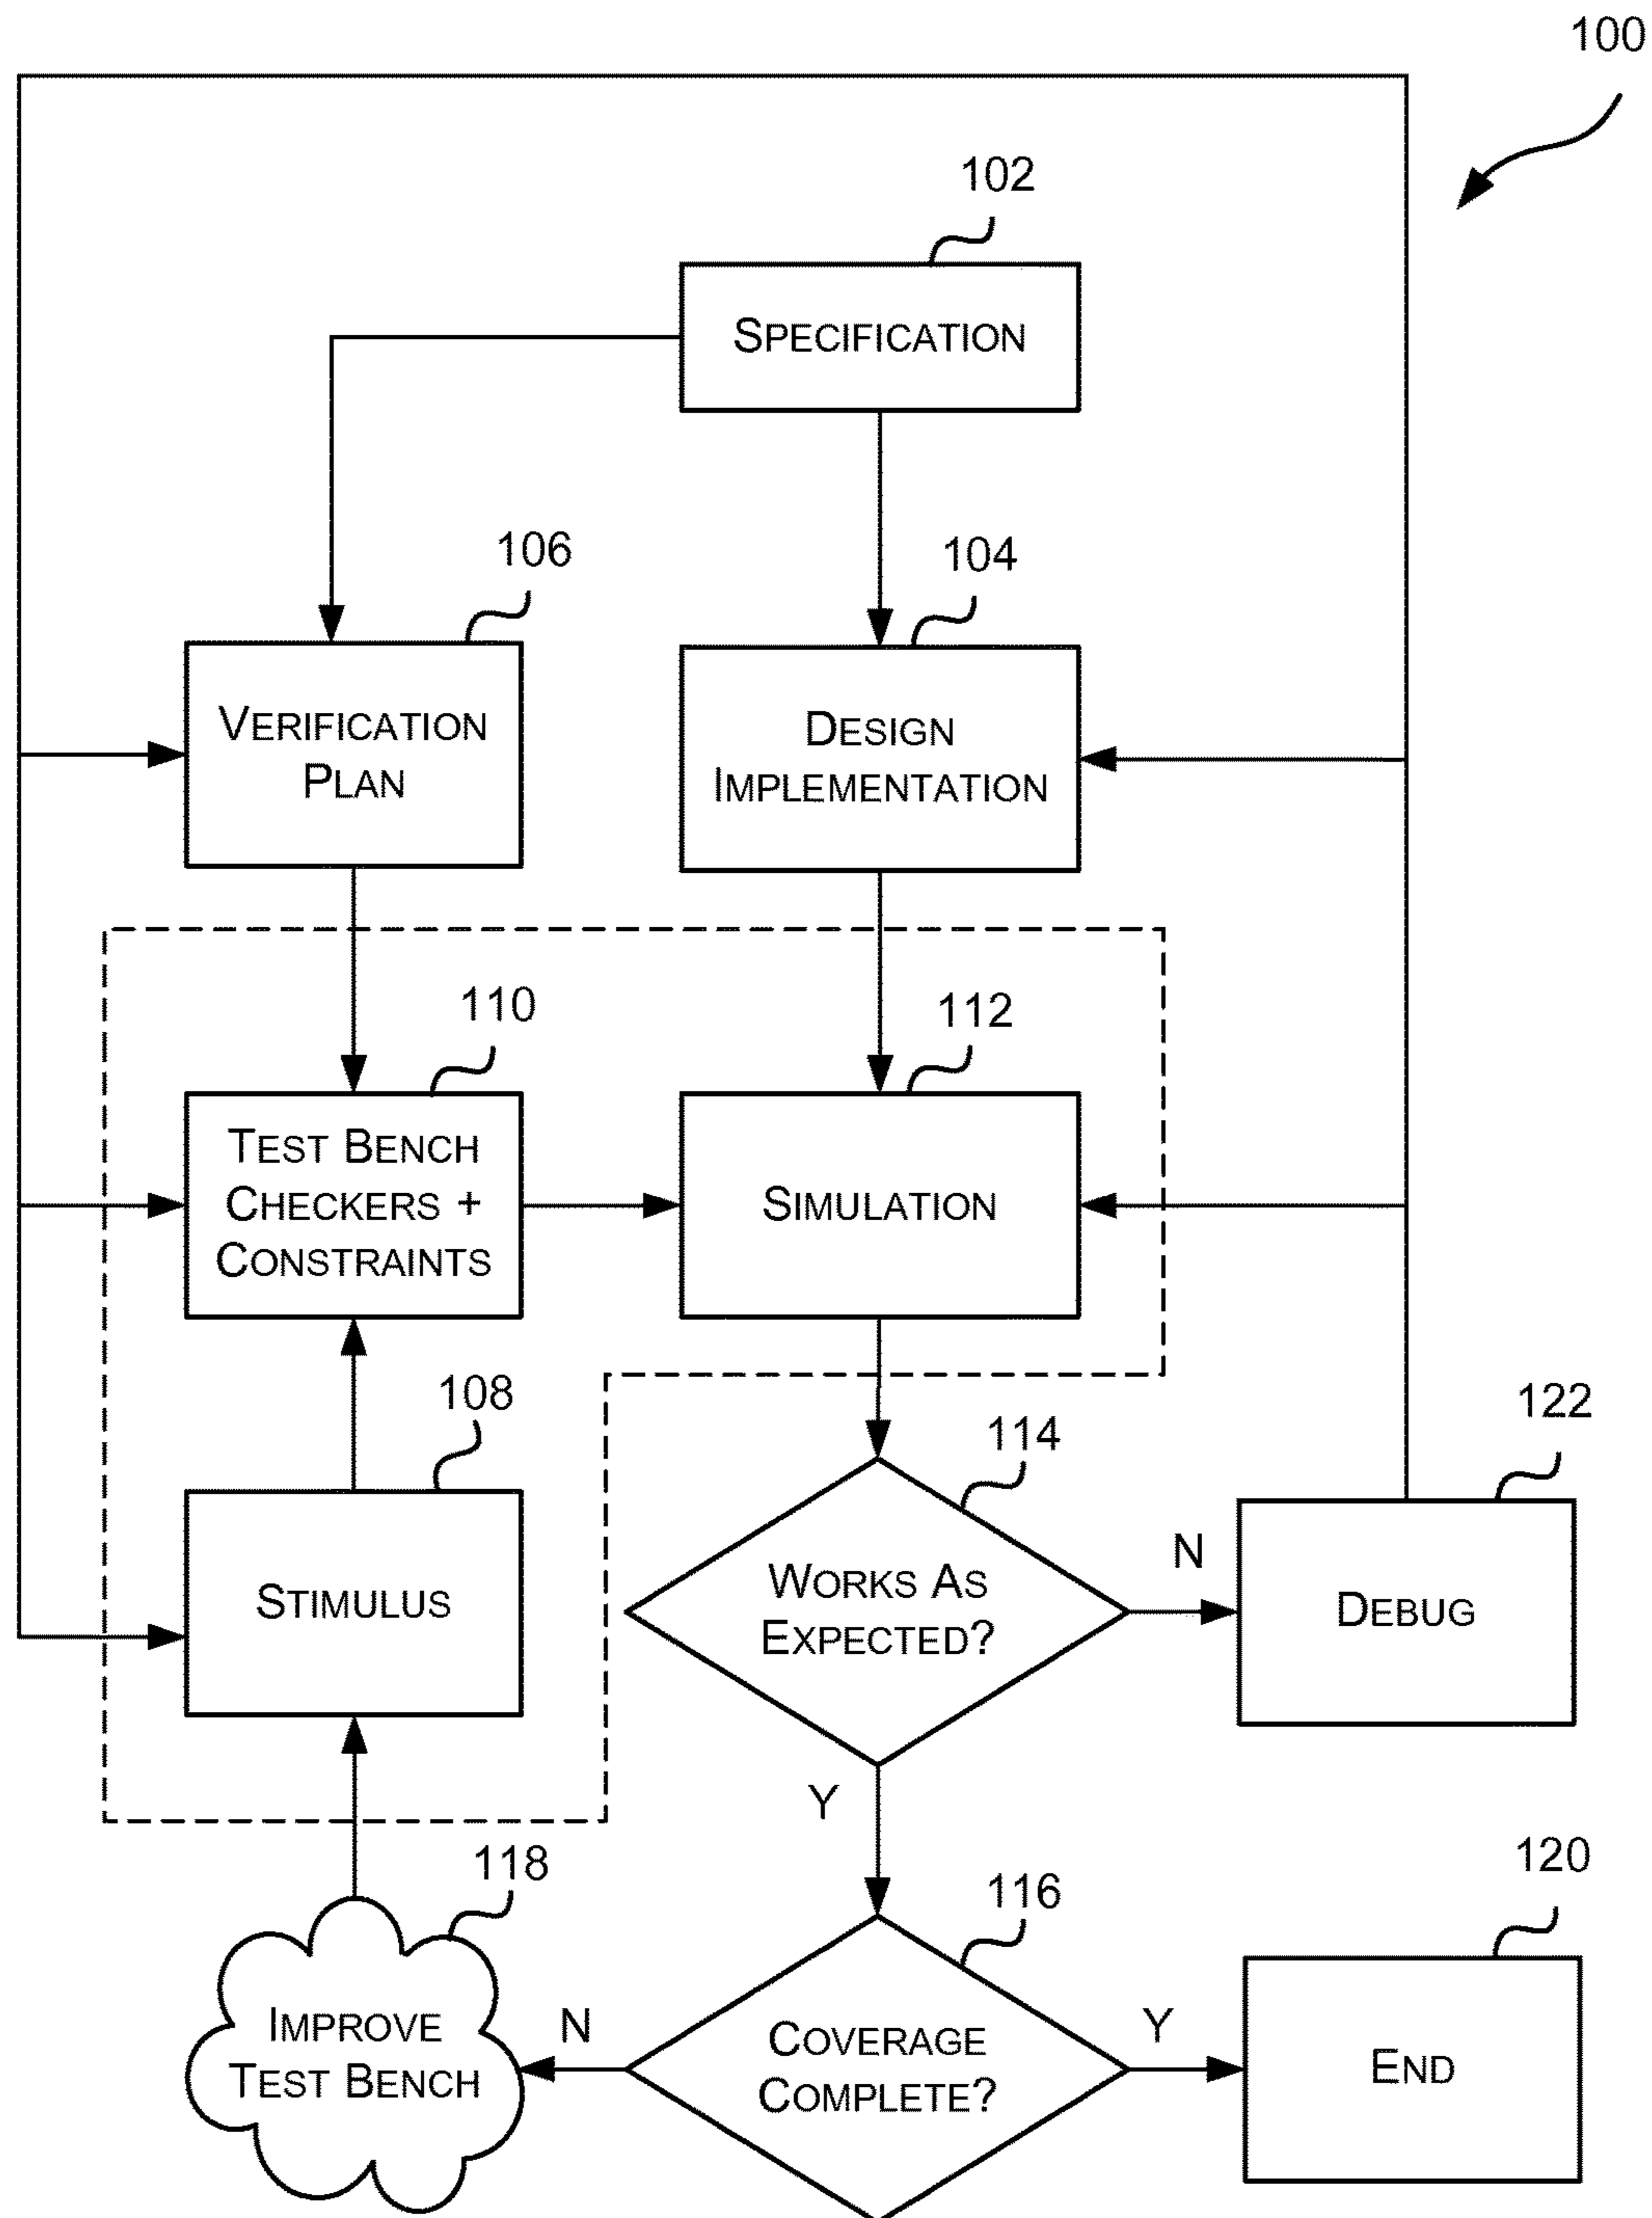 100
102
SPECIFICATION
106
104
VERIFICATION
PLAN
DESIGN
IMPLEMENTATION
110
112
TEST BENCH
CHECKERS +
CONSTRAINTS
SIMULATION
108
114
122
STIMULUS
WORKS AS
EXPECTED?
N
DEBUG
Y
118
116
120
IMPROVE
TEST BENCH
N
COVERAGE
COMPLETE?
Y
END